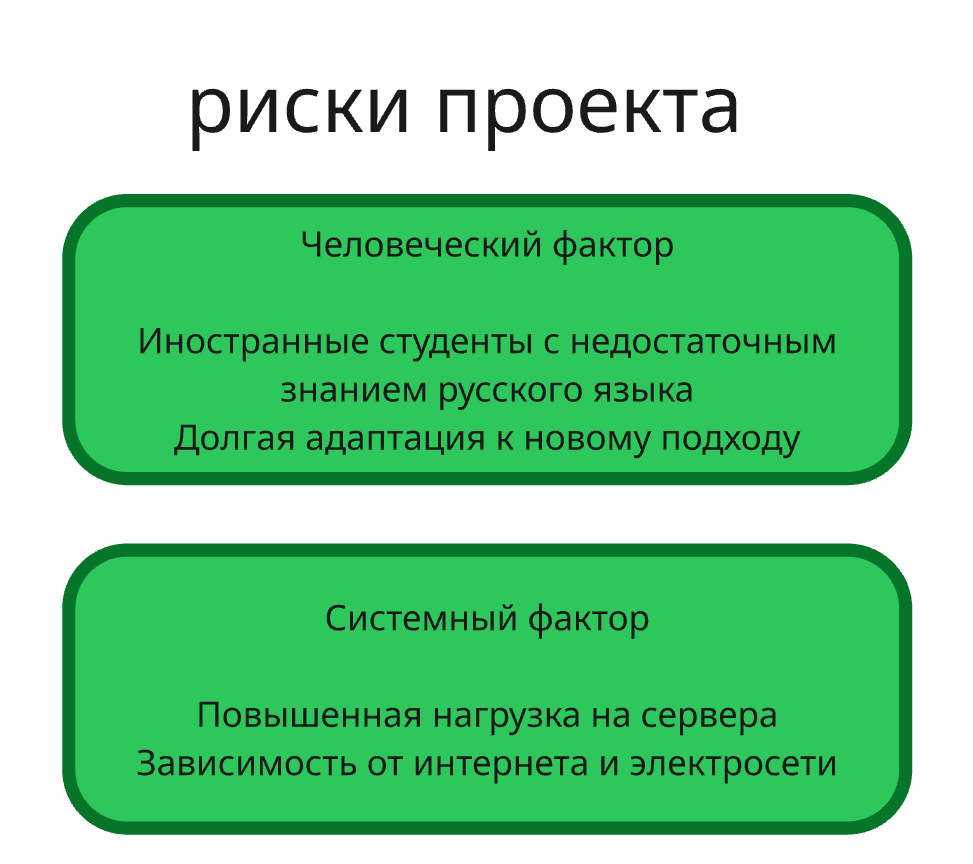 риски проекта
Человеческий фактор
Иностранные студенты с недостаточным
знанием русского языка
Долгая адаптация к новому подходу
Системный фактор
Повышенная нагрузка на сервера
Зависимость от интернета и электросети